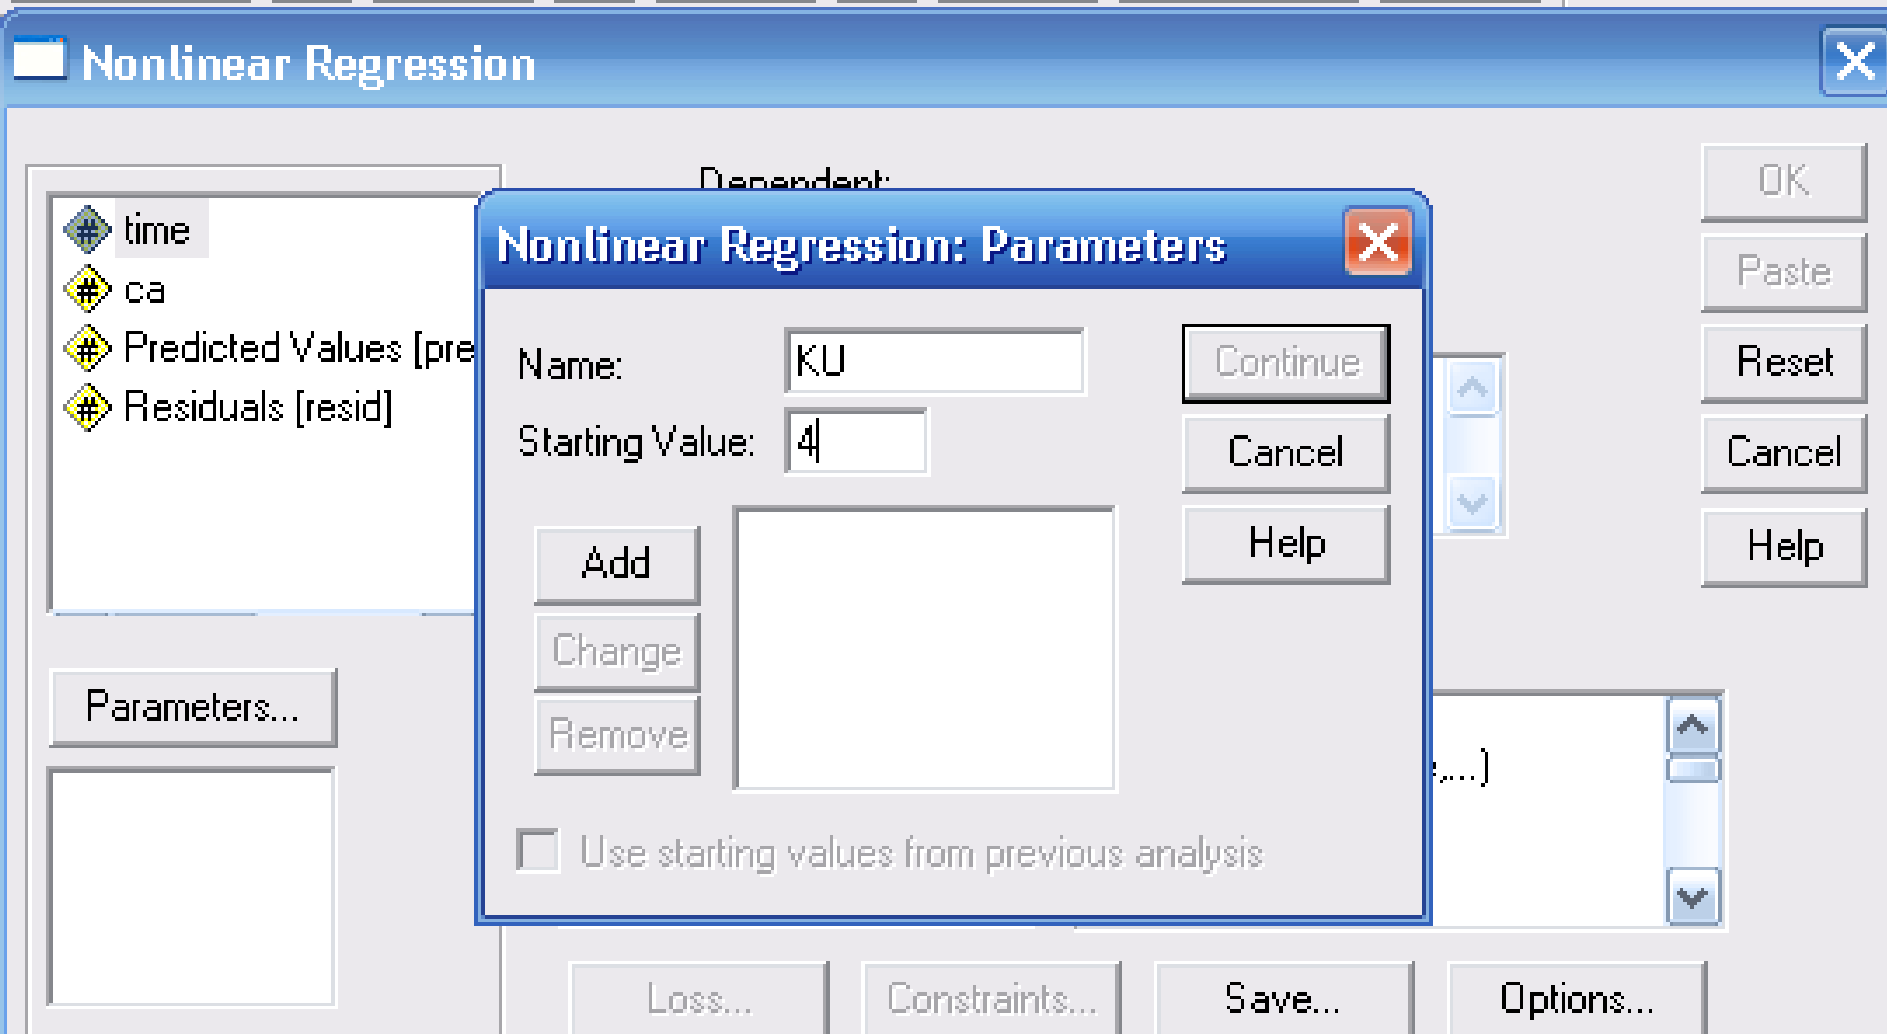 Nonlinear Regression
Dependent:
OK
time
Nonlinear Regression: Parameters
Paste
ca
Predicted Values [pre
Name: KU
Continue
Reset
Residuals [resid]
Starting Value: 4
Cancel
Cancel
Add
Help
Help
Change
Parameters...
Remove
,...)
Use starting values from previous analysis
Loss...
Constraints...
Save...
Options...